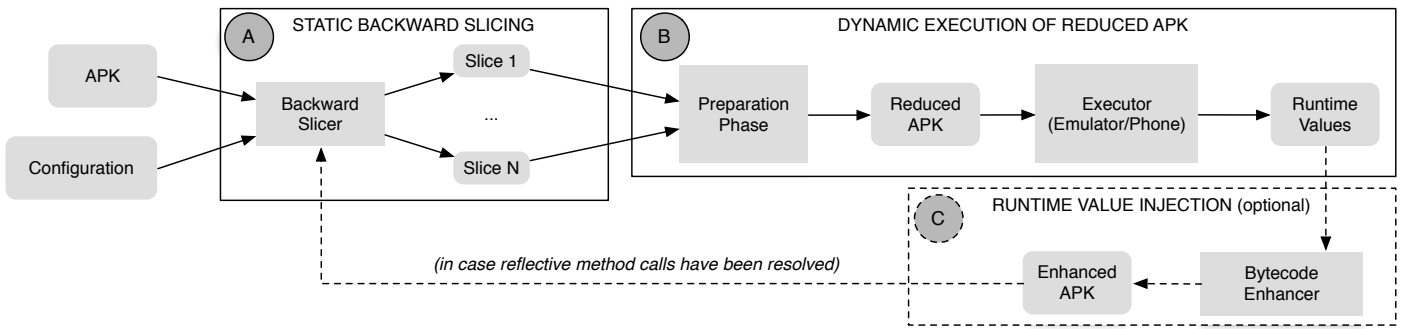 A
STATIC BACKWARD SLICING
APK
Configuration
Backward
Slicer
Slice 1
...
Slice N
B
DYNAMIC EXECUTION OF REDUCED APK
Preparation
Phase
Reduced
APK
Executor
(Emulator/Phone)
Runtime
Values
C
RUNTIME VALUE INJECTION (optional)
Bytecode
Enhancer
Enhanced
APK
(in case reflective method calls have been resolved)